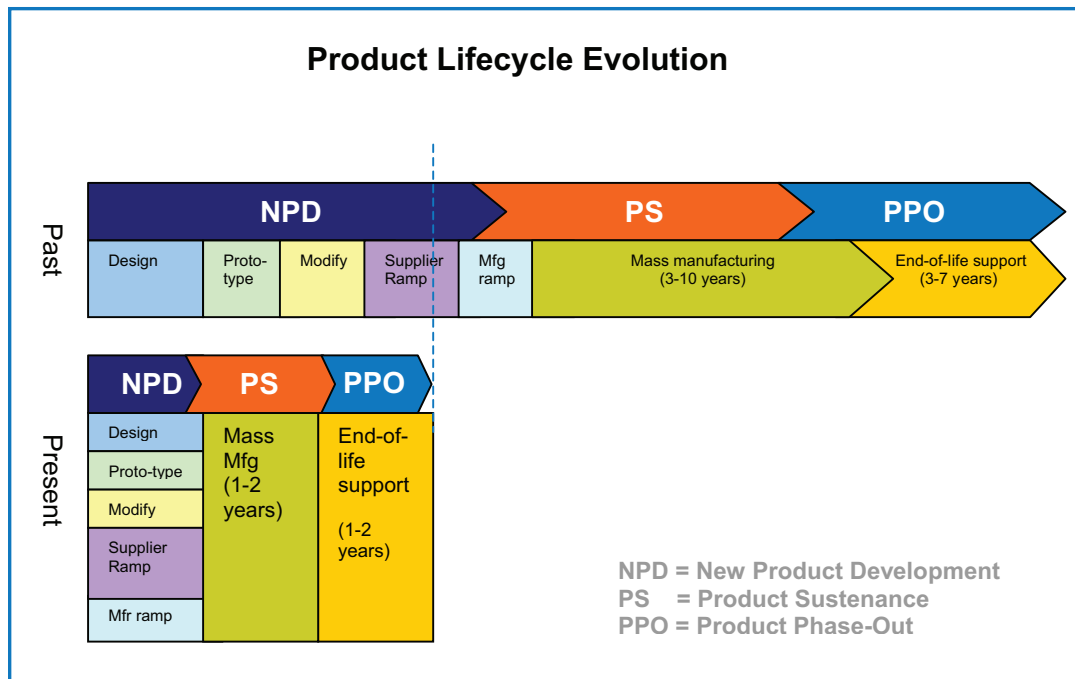 Product Lifecycle Evolution
Past
NPD
PS
PPO
Design
Proto-
type
Modify
Supplier
Ramp
Mfg
ramp
Mass manufacturing
(3-10 years)
End-of-life support
(3-7 years)
Present
NPD
PS
PPO
Design
Proto-type
Modify
Supplier
Ramp
Mfr ramp
Mass
Mfg
(1-2
years)
End-of-
life
support
(1-2
years)
NPD = New Product Development
PS = Product Sustenance
PPO = Product Phase-Out